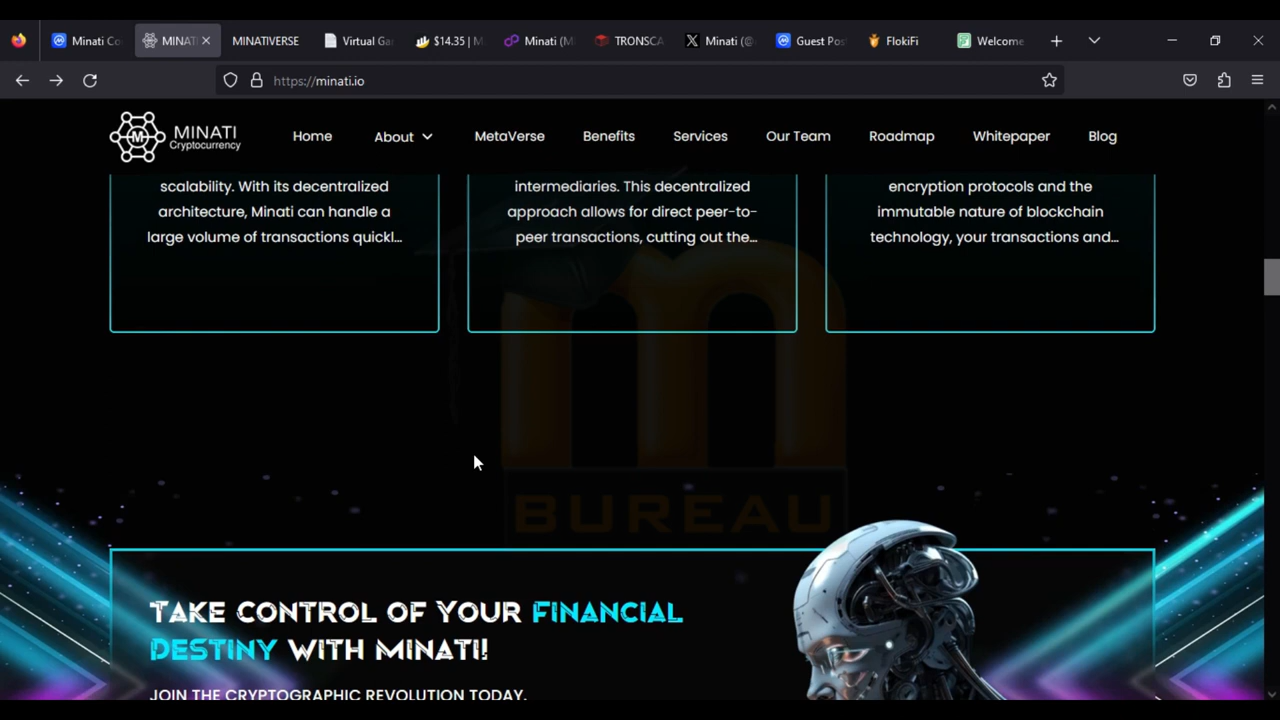 Minati Co
MINATI
MINATIVERSE
Virtual Ga
$14.35 | M
Minati (M
TRONSCA
Minati (@
Guest Pos
FlokiFi
Welcome
https://minati.io
MINATI
Cryptocurrency
Home
About
MetaVerse
Benefits
Services
Our Team
Roadmap
Whitepaper
Blog
scalability. With its decentralized
architecture, Minati can handle a
large volume of transactions quickl...
intermediaries. This decentralized
approach allows for direct peer-to-
peer transactions, cutting out the...
encryption protocols and the
immutable nature of blockchain
technology, your transactions and...
m
BUREAU
TAKE CONTROL OF YOUR FINANCIAL
DESTINY WITH MINATI!
JOIN THE CRYPTOGRAPHIC REVOLUTION TODAY.